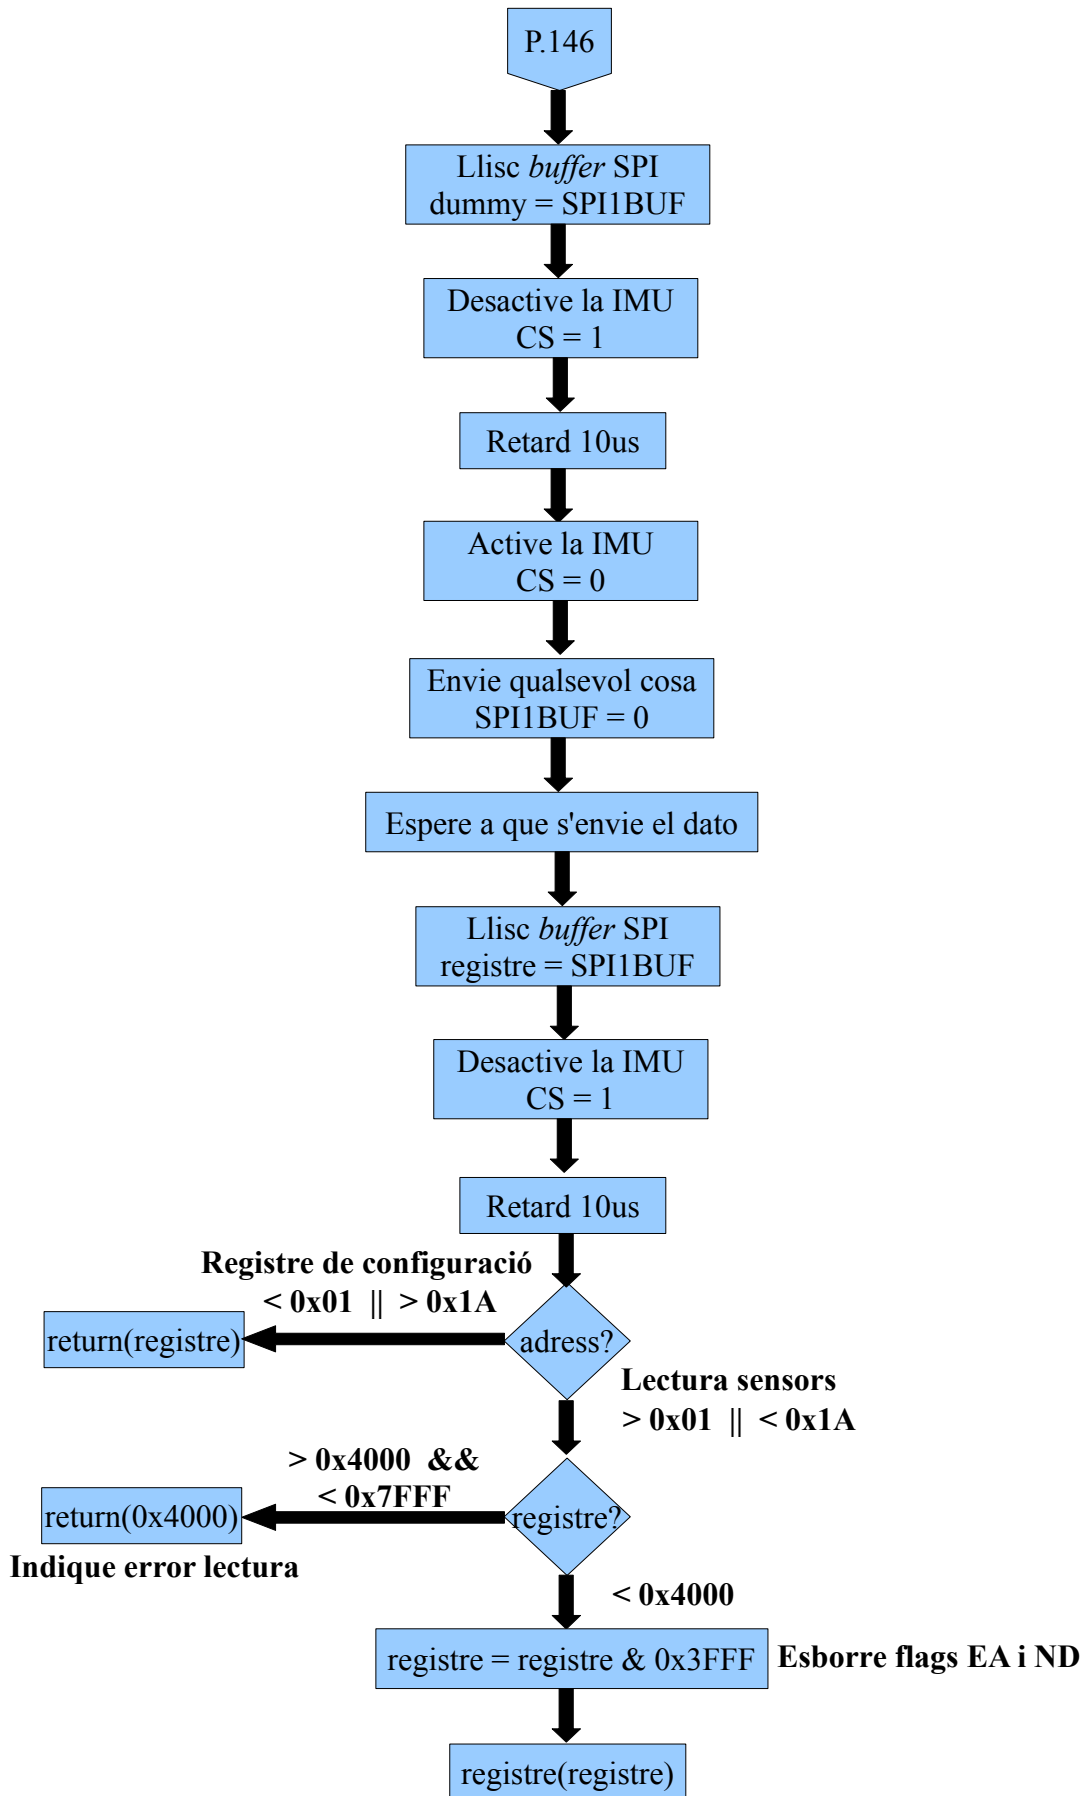 P.146
Llisc buffer SPI
dummy = SPI1BUF
Desactive la IMU
CS = 1
Retard 10us
Active la IMU
CS = 0
Envie qualsevol cosa
SPI1BUF = 0
Espere a que s'envie el dato
Llisc buffer SPI
registre = SPI1BUF
Desactive la IMU
CS = 1
Retard 10us
Registre de configuració
< 0x01 || > 0x1A
return(registre)
adress?
Lectura sensors
> 0x01 || < 0x1A
> 0x4000 &&
< 0x7FFF
return(0x4000)
registre?
Indique error lectura
< 0x4000
registre = registre & 0x3FFF
Esborre flags EA i ND
registre(registre)